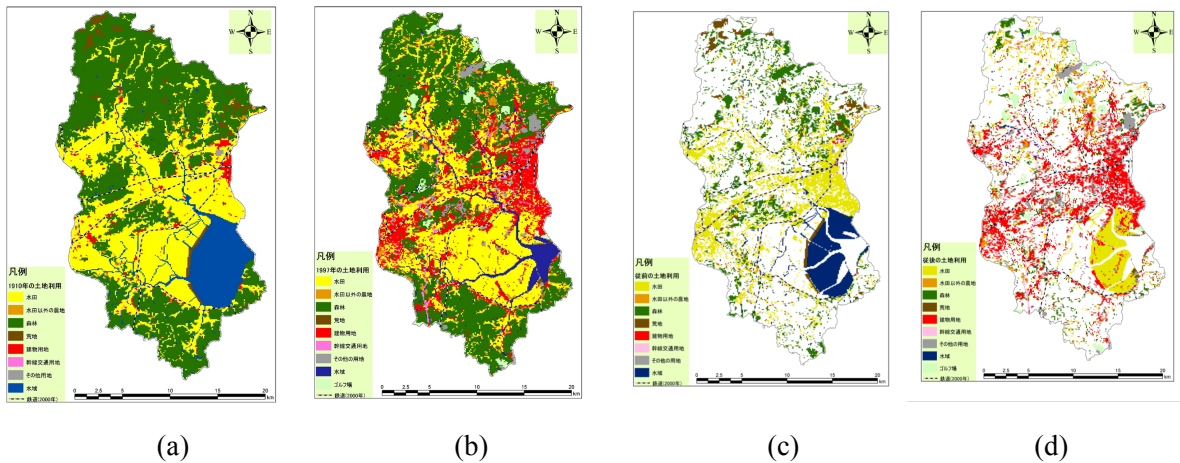 N
W E
S
凡例
1910年の土地利用
水田
水田以外の農地
森林
荒地
建物用地
幹線交通用地
その他用地
水域
鉄道(2000年)
0 2.5 5 10 15 20
km
(a)
N
W E
S
凡例
1997年の土地利用
水田
水田以外の農地
森林
荒地
建物用地
幹線交通用地
その他の用地
水域
ゴルフ場
鉄道(2000年)
0 2.5 5 10 15 20
km
(b)
N
W E
S
凡例
従前の土地利用
水田
水田以外の農地
森林
荒地
建物用地
幹線交通用地
その他の用地
水域
鉄道(2000年)
0 2.5 5 10 15 20
km
(c)
N
W E
S
凡例
従後の土地利用
水田
水田以外の農地
森林
荒地
建物用地
幹線交通用地
その他の用地
水域
ゴルフ場
鉄道(2000年)
0 2.5 5 10 15 20
km
(d)